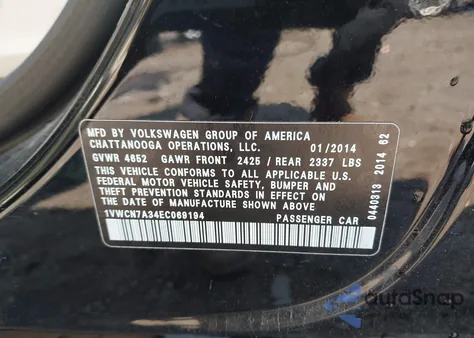 MFD BY VOLKSWAGEN GROUP OF AMERICA
CHATTANOOGA OPERATIONS, LLC. 01/2014
GVWR 4652 GAWR FRONT 2425 / REAR 2337 LBS
THIS VEHICLE CONFORMS TO ALL APPLICABLE U.S.
FEDERAL MOTOR VEHICLE SAFETY, BUMPER AND
THEFT PREVENTION STANDARDS IN EFFECT ON
THE DATE OF MANUFACTURE SHOWN ABOVE
1VWCN7A34EC069194 PASSENGER CAR
0440313 2014 62
autoSnap